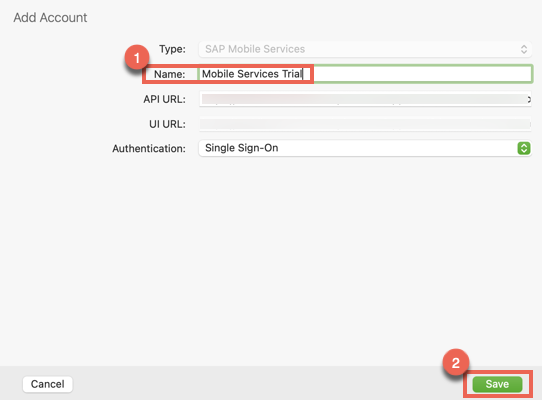 Add Account
Type: SAP Mobile Services
1
Name: Mobile Services Trial
API URL:
UI URL:
Authentication: Single Sign-On
2
Cancel Save